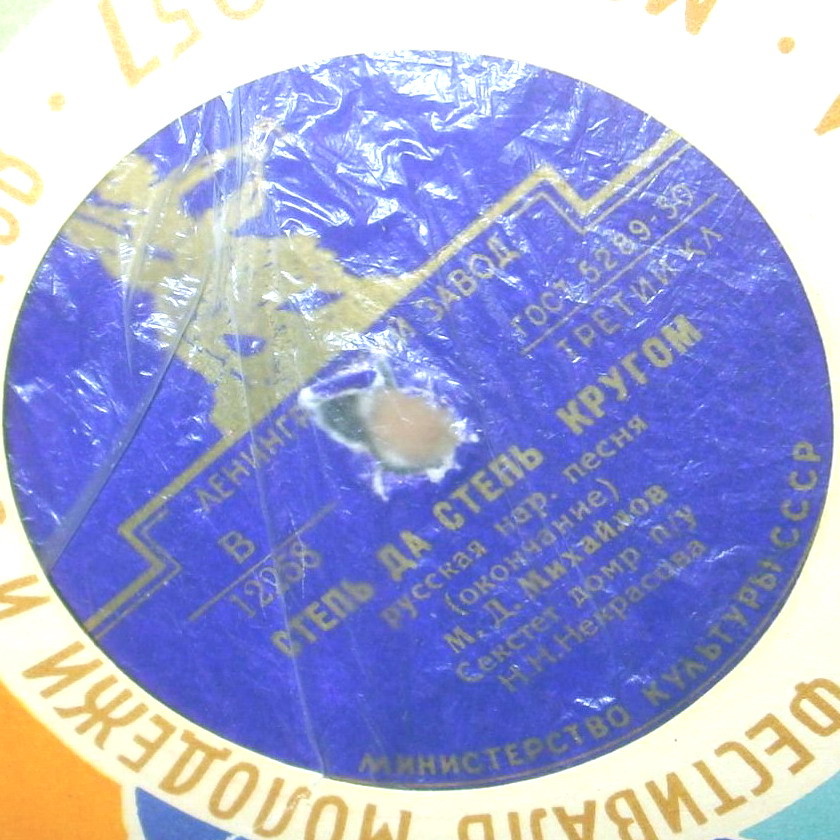 ЗАВОД
ГОСТ 5289-50
ТРЕТИЙ КЛ
В
СТЕПЬ ДА СТЕПЬ КРУГОМ
русская нар. песня
(окончание)
М. Д. Михайлов
Секстет домр п/у
Н.Н.Некрасова
МИНИСТЕРСТВО КУЛЬТУРЫ СССР
ФЕСТИВАЛЬ МОЛОДЕЖИ И
57